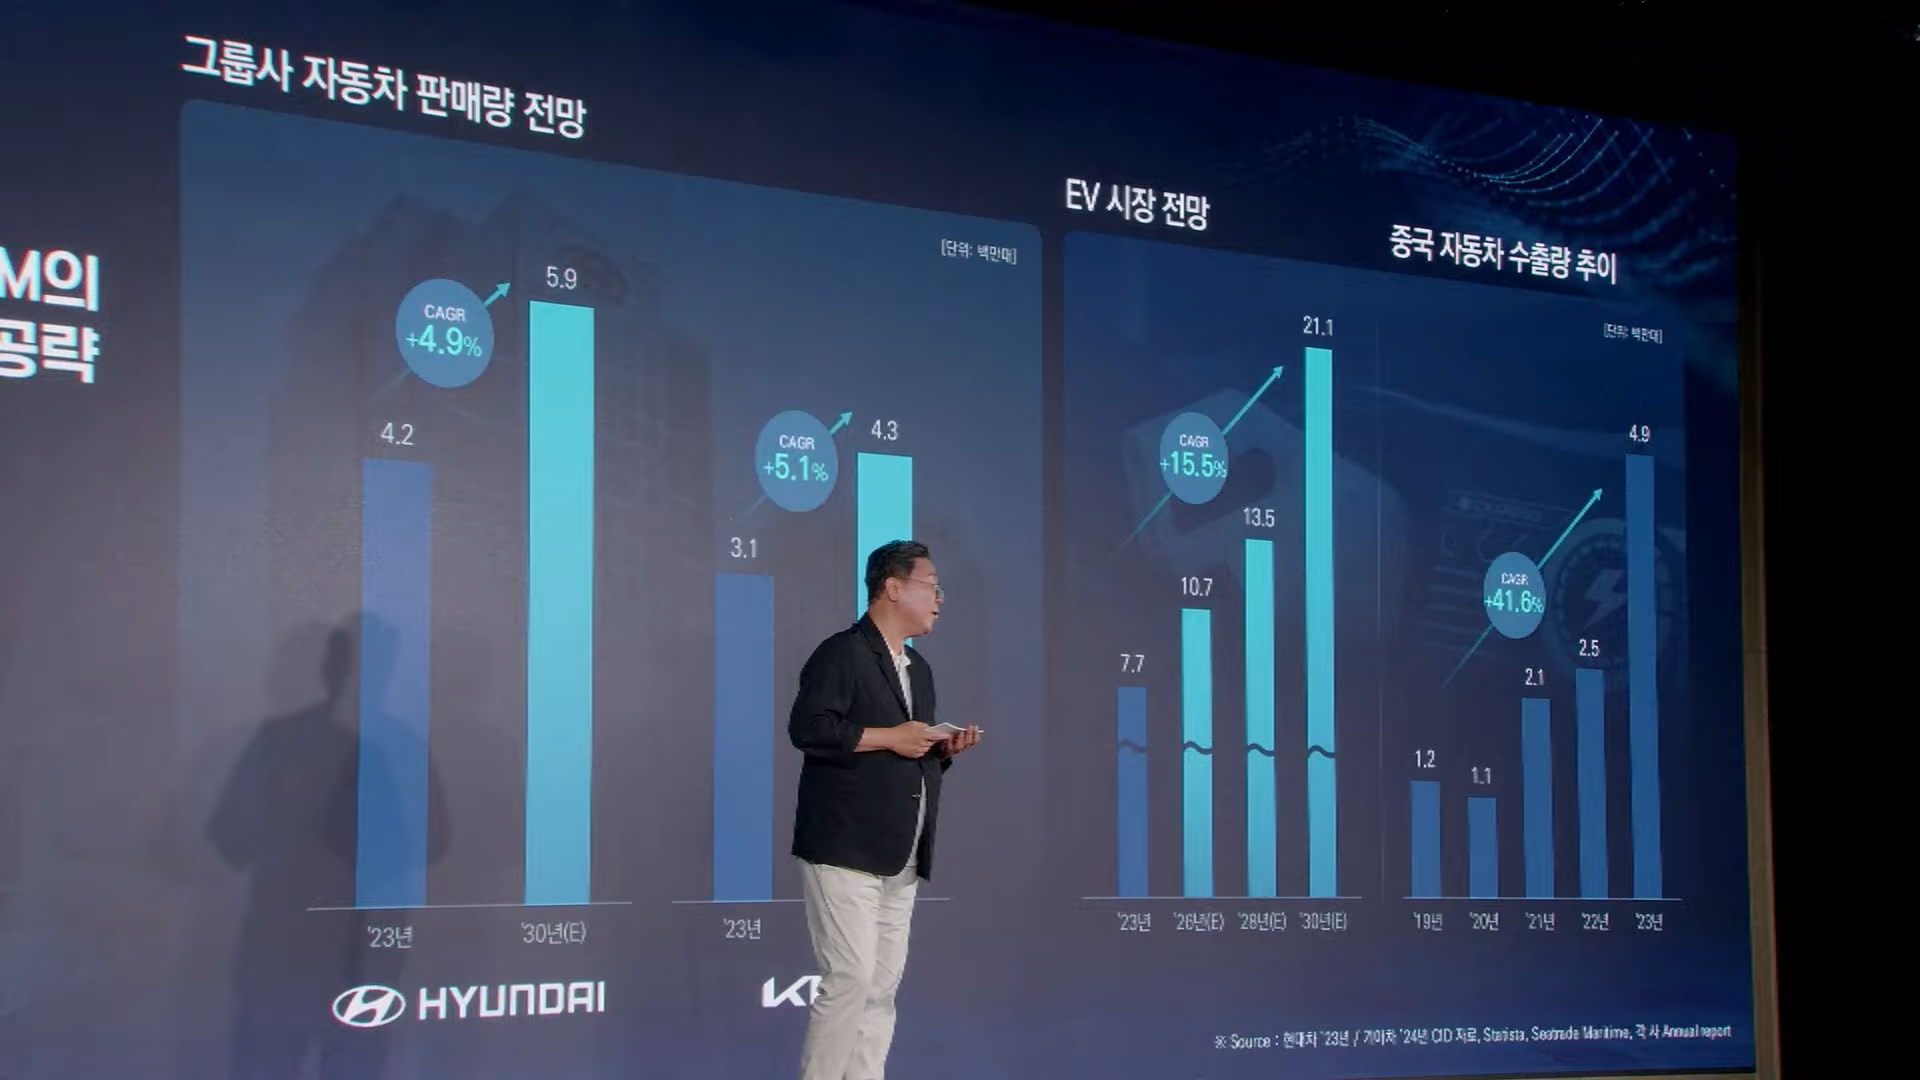 M의
공략
그룹사 자동차 판매량 전망
[단위: 백만대]
CAGR
+4.9%
4.2
5.9
'23년
'30년(E)
HYUNDAI
CAGR
+5.1%
3.1
4.3
'23년
EV 시장 전망
CAGR
+15.5%
7.7
10.7
13.5
21.1
'23년
'26년(E)
'28년(E)
'30년(E)
중국 자동차 수출량 추이
[단위: 백만대]
CAGR
+41.6%
1.2
1.1
2.1
2.5
4.9
'19년
'20년
'21년
'22년
'23년
※ Source : 현대차 '23년 / 기아차 '24년 CID 자료, Statista, Seatrade Maritime, 각 사 Annual report